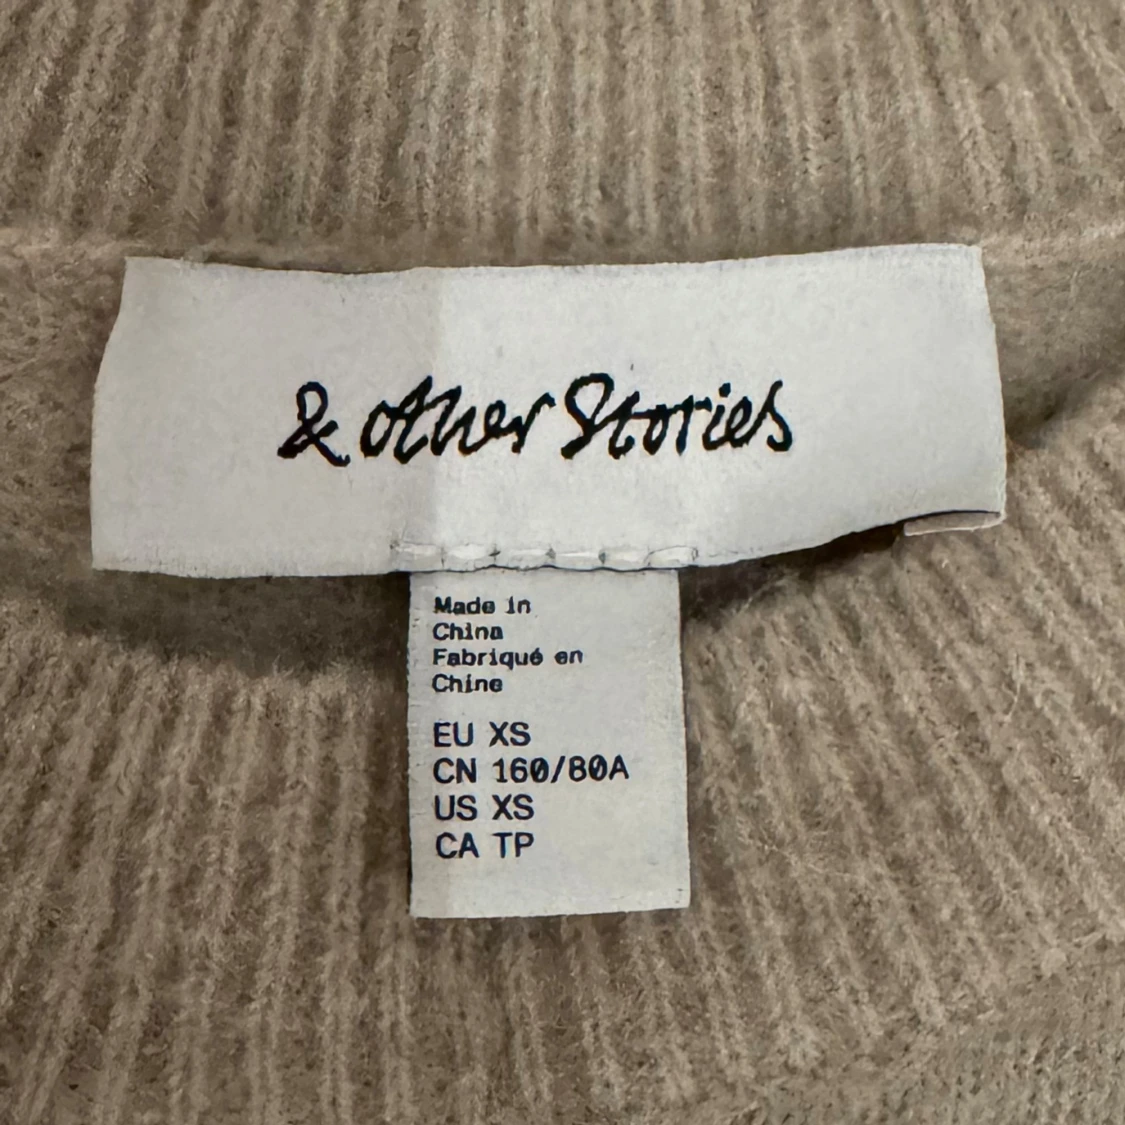 & other Stories
Made in
China
Fabriqué en
Chine
EU XS
CN 160/80A
US XS
CA TP